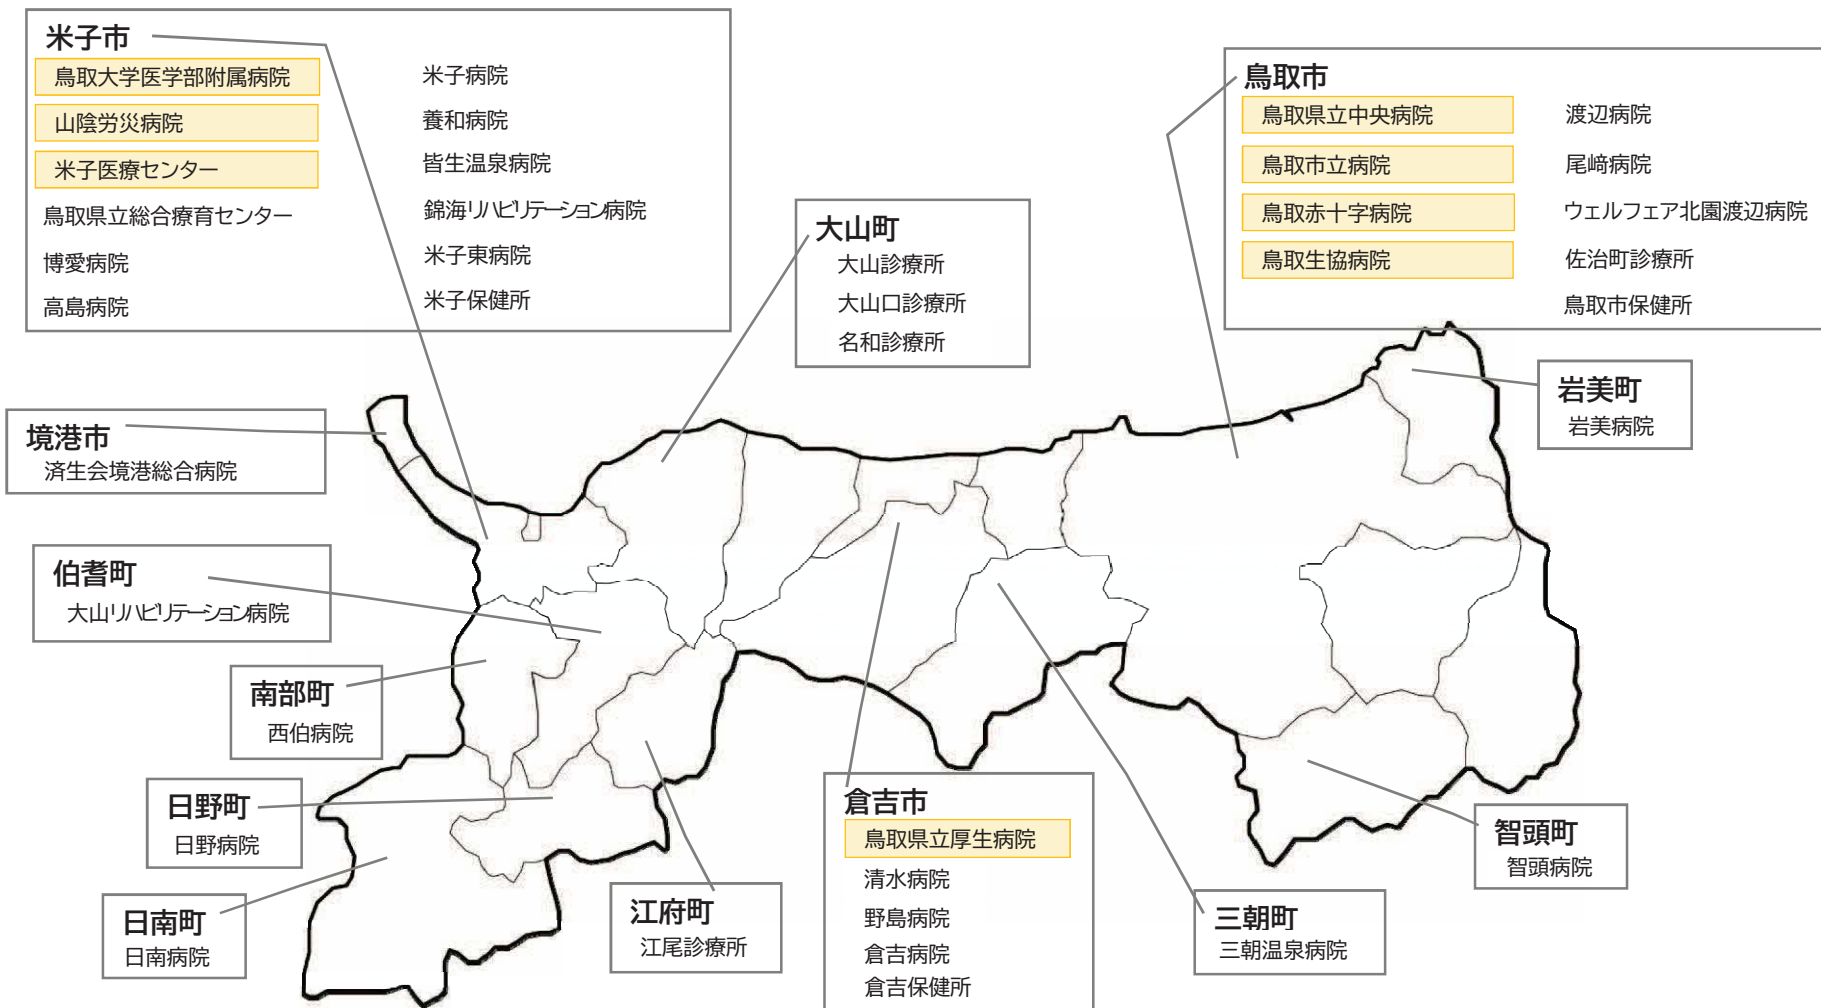 米子市
鳥取大学医学部附属病院
山陰労災病院
米子医療センター
鳥取県立総合療育センター
博愛病院
高島病院
米子病院
養和病院
皆生温泉病院
錦海リハビリテーション病院
米子東病院
米子保健所
大山町
大山診療所
大山口診療所
名和診療所
鳥取市
鳥取県立中央病院
鳥取市立病院
鳥取赤十字病院
鳥取生協病院
渡辺病院
尾﨑病院
ウェルフェア北園渡辺病院
佐治町診療所
鳥取市保健所
岩美町
岩美病院
境港市
済生会境港総合病院
伯耆町
大山リハビリテーション病院
南部町
西伯病院
日野町
日野病院
日南町
日南病院
江府町
江尾診療所
倉吉市
鳥取県立厚生病院
清水病院
野島病院
倉吉病院
倉吉保健所
三朝町
三朝温泉病院
智頭町
智頭病院